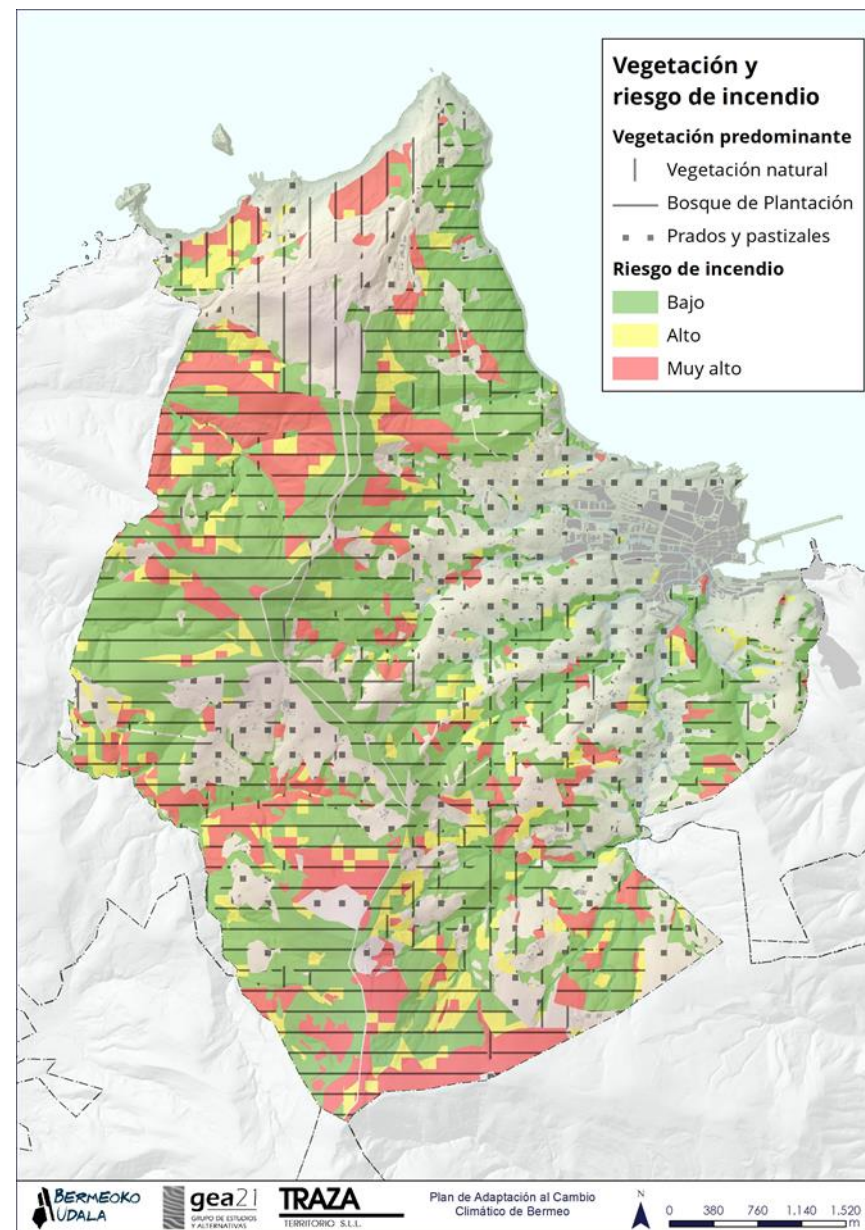 Vegetación y
riesgo de incendio
Vegetación predominante
Vegetación natural
Bosque de Plantación
Prados y pastizales
Riesgo de incendio
Bajo
Alto
Muy alto
BERMEOKO
UDALA
gea21
GRUPO DE ESTUDIOS
Y ALTERNATIVAS
TRAZA
TERRITORIO S.L.L.
Plan de Adaptación al Cambio
Climático de Bermeo
N
0 380 760 1.140 1.520
m